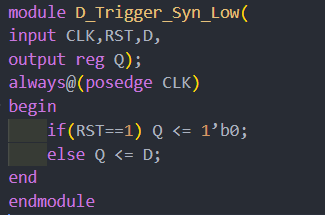 module D_Trigger_Syn_Low(
input CLK,RST,D,
output reg Q);
always@(posedge CLK)
begin
    if(RST==1) Q <= 1’b0;
    else Q <= D;
end
endmodule